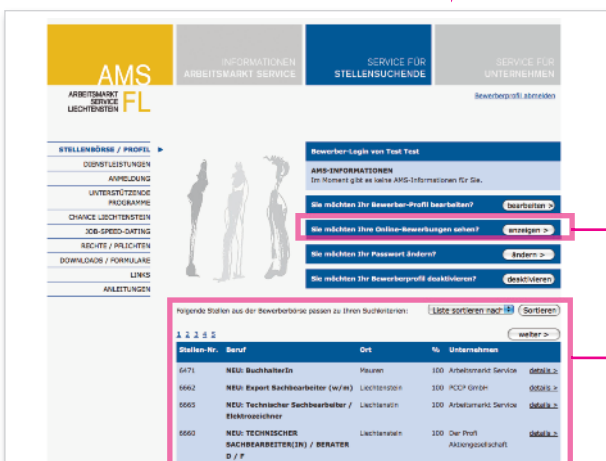 AMS
INFORMATIONEN
ARBEITSMARKT SERVICE
SERVICE FÜR
STELLENSUCHENDE
SERVICE FÜR
UNTERNEHMEN
ARBEITSMARKT
SERVICE
LIECHTENSTEIN
FL
Bewerberprofil abmelden
STELLENBÖRSE / PROFIL
DIENSTLEISTUNGEN
ANMELDUNG
UNTERSTÜTZENDE
PROGRAMME
CHANCE LIECHTENSTEIN
JOB-SPEED-DATING
RECHTE / PFLICHTEN
DOWNLOADS / FORMULARE
LINKS
ANLEITUNGEN
Bewerber-Login von Test Test
AMS-INFORMATIONEN
Im Moment gibt es keine AMS-Informationen für Sie.
Sie möchten Ihr Bewerber-Profil bearbeiten? bearbeiten >
Sie möchten Ihre Online-Bewerbungen sehen? anzeigen >
Sie möchten Ihr Passwort ändern? ändern >
Sie möchten Ihr Bewerberprofil deaktivieren? deaktivieren
Folgende Stellen aus der Bewerberbörse passen zu Ihren Suchkriterien: Liste sortieren nach Sortieren
1 2 3 4 5 weiter >
Stellen-Nr. Beruf Ort % Unternehmen
6471 NEU: BuchhalterIn Mauren 100 Arbeitsmarkt Service details >
6662 NEU: Export Sachbearbeiter (w/m) Liechtenstein 100 PCCP GmbH details >
6665 NEU: Technischer Sachbearbeiter / Elektrozeichner Liechtenstein 100 Arbeitsmarkt Service details >
6660 NEU: TECHNISCHER Liechtenstein 100 Der Profi details >
SACHBEARBEITER(IN) / BERATER Aktiengesellschaft
D / F